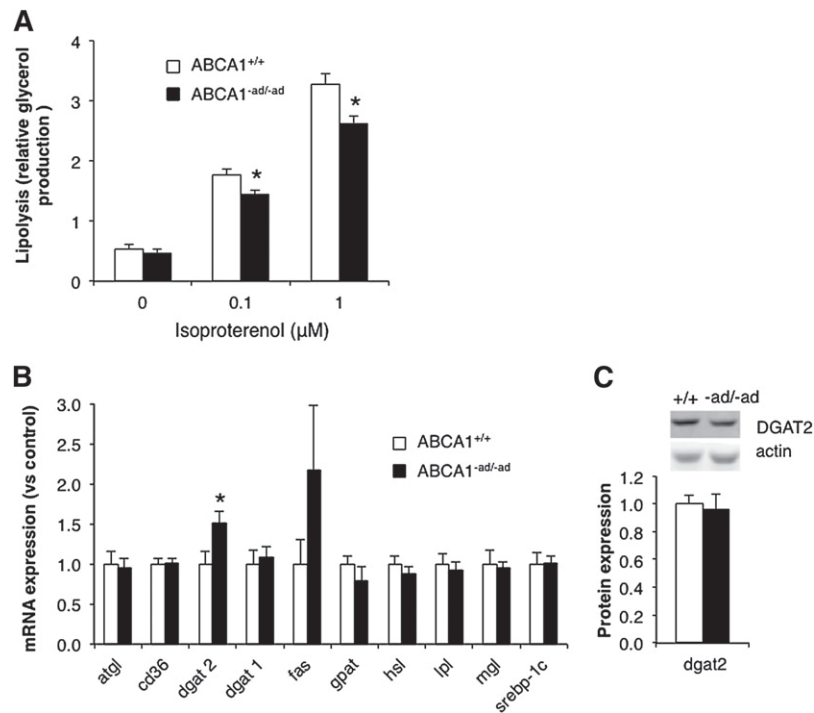 A
4
3
2
1
0
Lipolysis (relative glycerol
production )
ABCA1+/+
ABCA1-ad/-ad
*
*
0 0.1 1
Isoproterenol (µM)
B
3.0
2.5
2.0
1.5
1.0
0.5
0.0
mRNA expression (vs control)
ABCA1+/+
ABCA1-ad/-ad
*
atgl cd36 dgat 2 dgat 1 fas gpat hsl lpl mgl srebp-1c
C
+/+ -ad/-ad
DGAT2
actin
1.2
1.0
0.8
0.6
0.4
0.2
0.0
Protein expression
dgat2